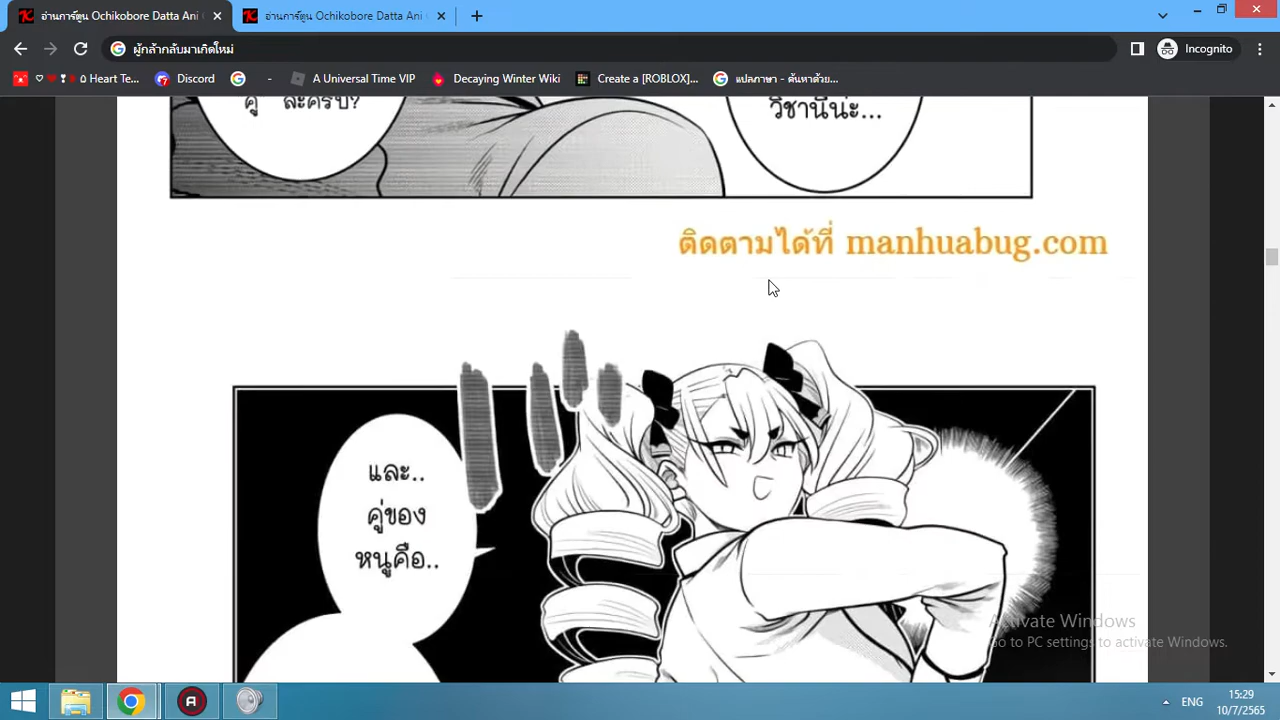 อ่านการ์ตูน Ochikobore Datta Ani
อ่านการ์ตูน Ochikobore Datta Ani
ผู้กล้ากลับมาเกิดใหม่
Incognito
0 Heart Te...
Discord
-
A Universal Time VIP
Decaying Winter Wiki
Create a [ROBLOX]...
แปลภาษา - ค้นหาด้วย...
คู่
ล่ะครับ?
วิชานี้น่ะ...
ติดตามได้ที่ manhuabug.com
และ..
คู่ของ
หนูคือ..
Activate Windows
Go to PC settings to activate Windows.
ENG
15:29
10/7/2565